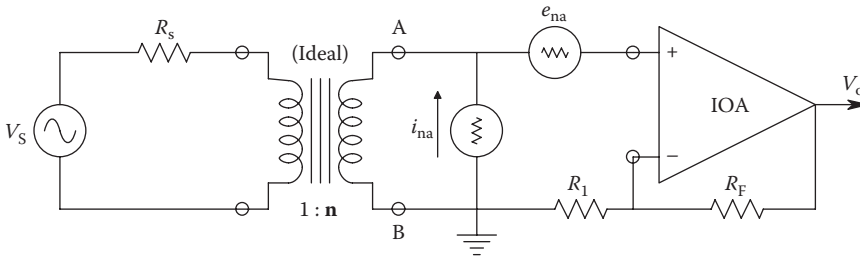 R_s
(Ideal)
A
e_na
+
IOA
V_o
V_S
i_na
−
R_1
R_F
1 : n
B